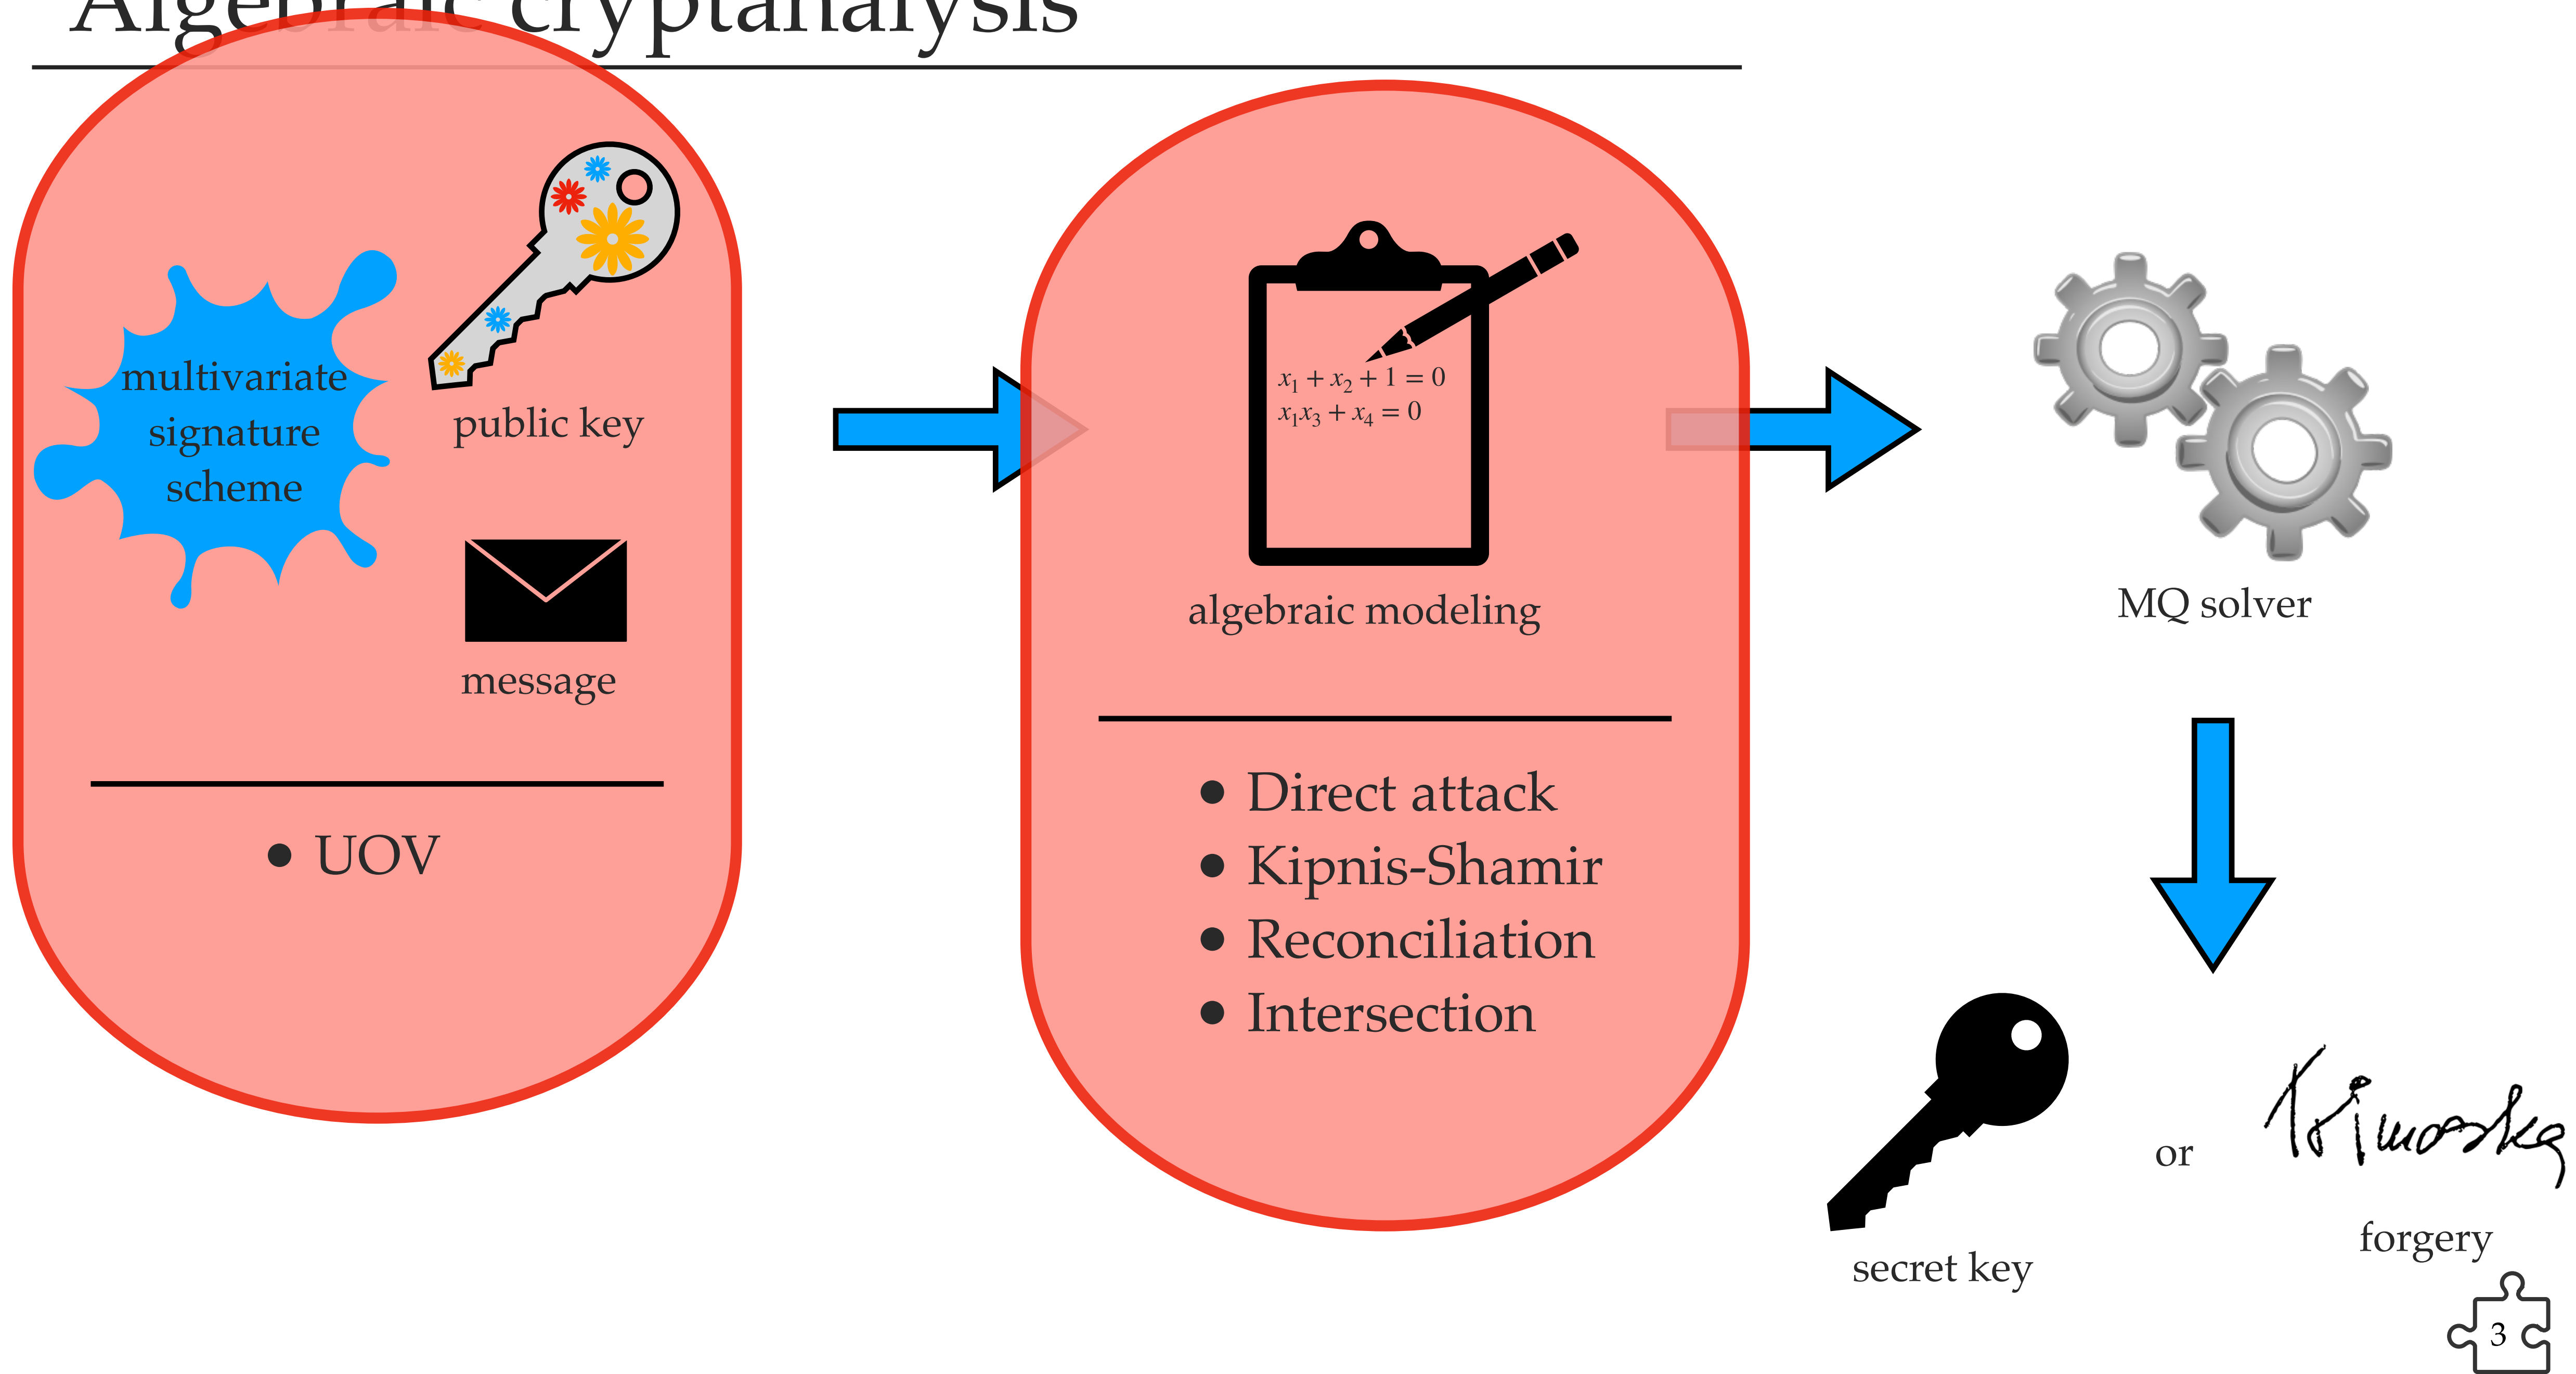 Algebraic cryptanalysis
multivariate
signature
scheme
public key
message
• UOV
x₁ + x₂ + 1 = 0
x₁x₃ + x₄ = 0
algebraic modeling
• Direct attack
• Kipnis-Shamir
• Reconciliation
• Intersection
MQ solver
secret key
or
forgery
3